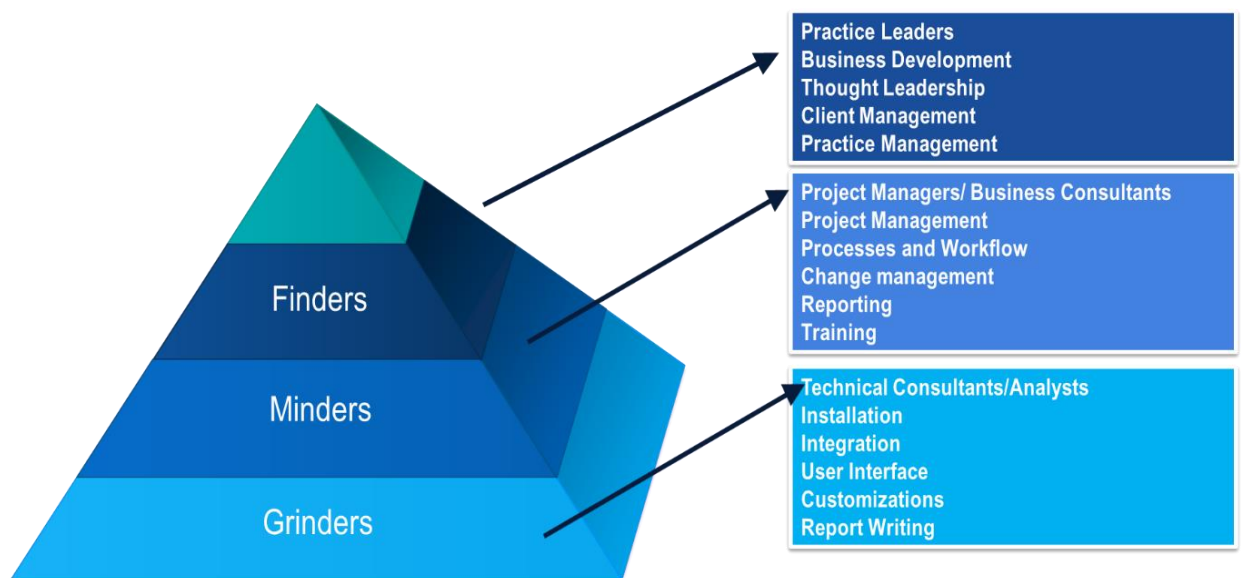 Finders
Minders
Grinders
Practice Leaders
Business Development
Thought Leadership
Client Management
Practice Management
Project Managers/ Business Consultants
Project Management
Processes and Workflow
Change management
Reporting
Training
Technical Consultants/Analysts
Installation
Integration
User Interface
Customizations
Report Writing